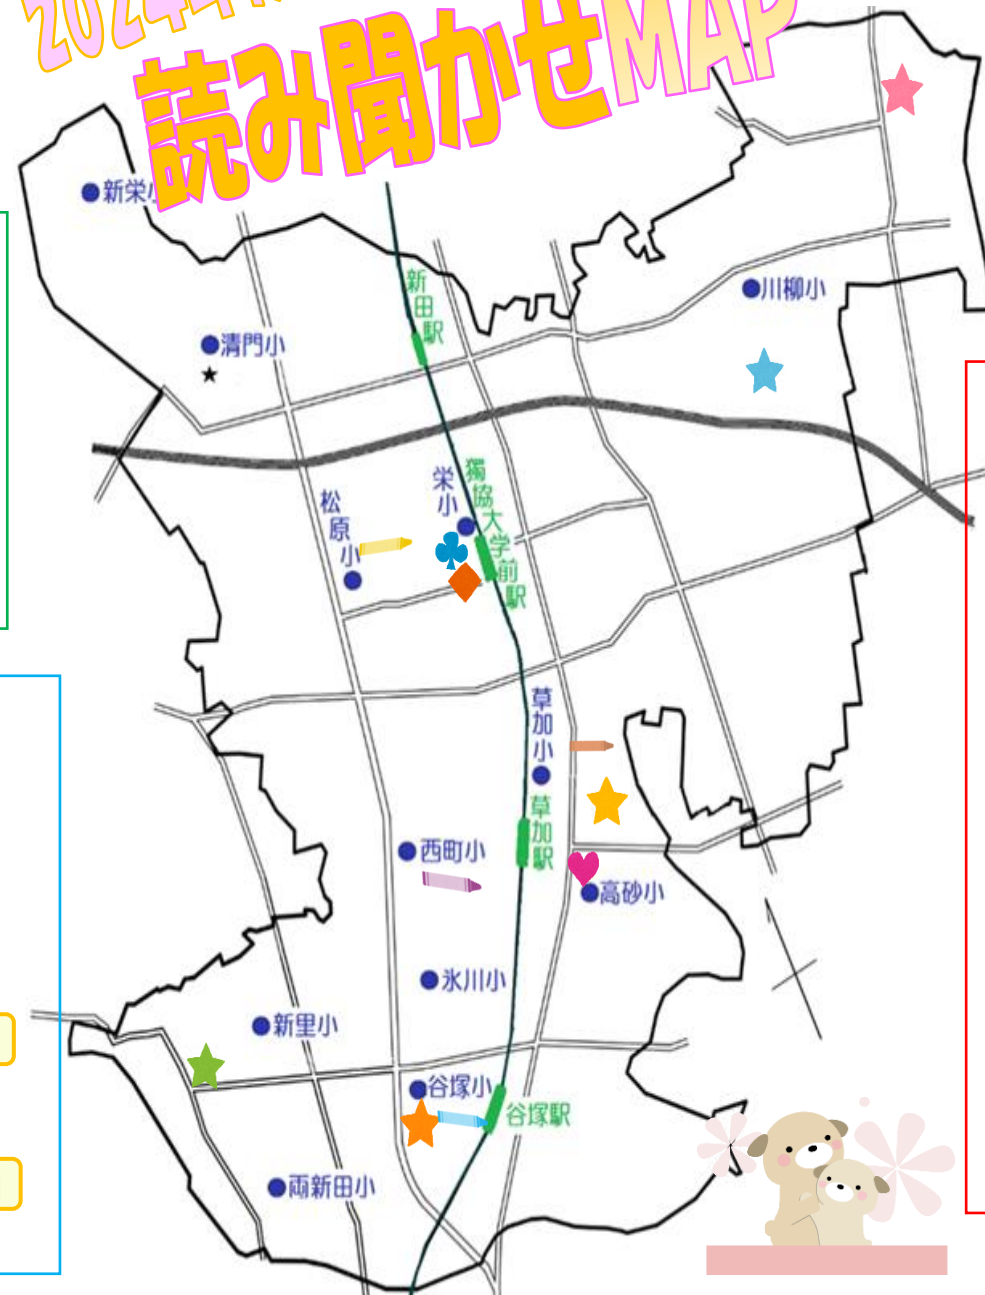 読み聞かせMAP
新栄小
新田駅
川柳小
清門小
獨協大学前駅
栄小
松原小
草加小
草加駅
西町小
高砂小
氷川小
新里小
谷塚小
谷塚駅
両新田小